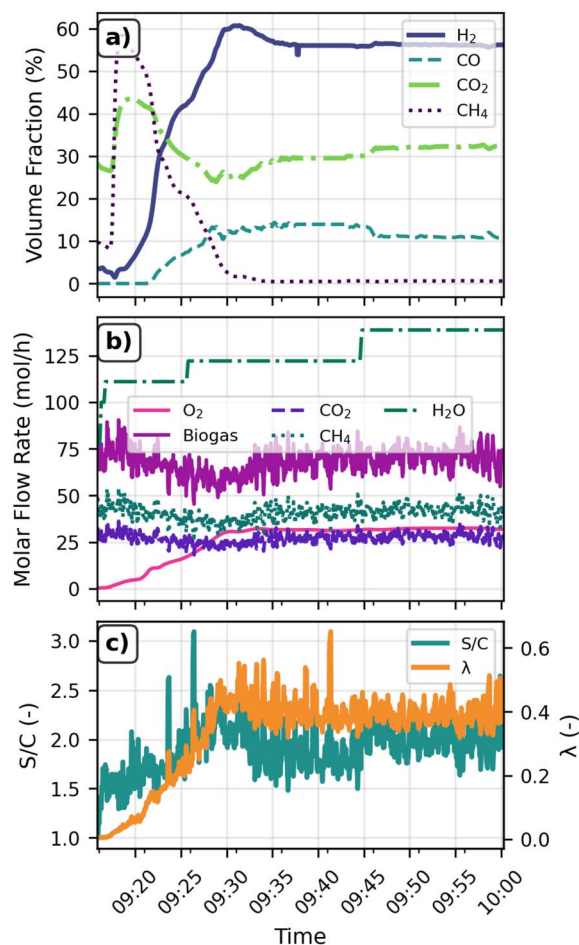 a)
Volume Fraction (%)
60
50
40
30
20
10
0
H₂
CO
CO₂
CH₄
b)
Molar Flow Rate (mol/h)
125
100
75
50
25
0
O₂ CO₂ H₂O
Biogas CH₄
c)
S/C (-)
3.0
2.5
2.0
1.5
1.0
S/C
λ
0.6
0.4
0.2
0.0
λ (-)
09:20 09:25 09:30 09:35 09:40 09:45 09:50 09:55 10:00
Time